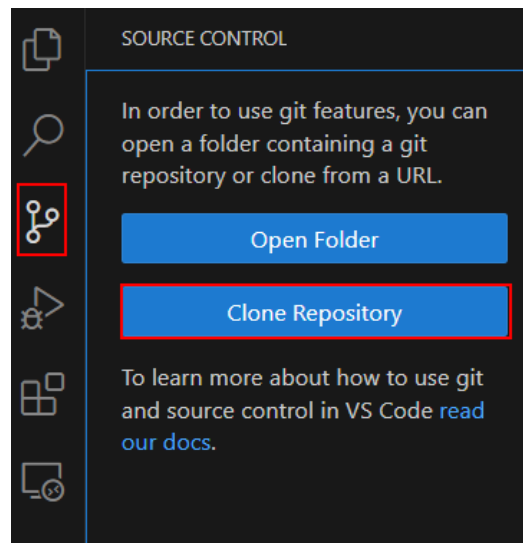 SOURCE CONTROL
In order to use git features, you can
open a folder containing a git
repository or clone from a URL.
Open Folder
Clone Repository
To learn more about how to use git
and source control in VS Code read
our docs.